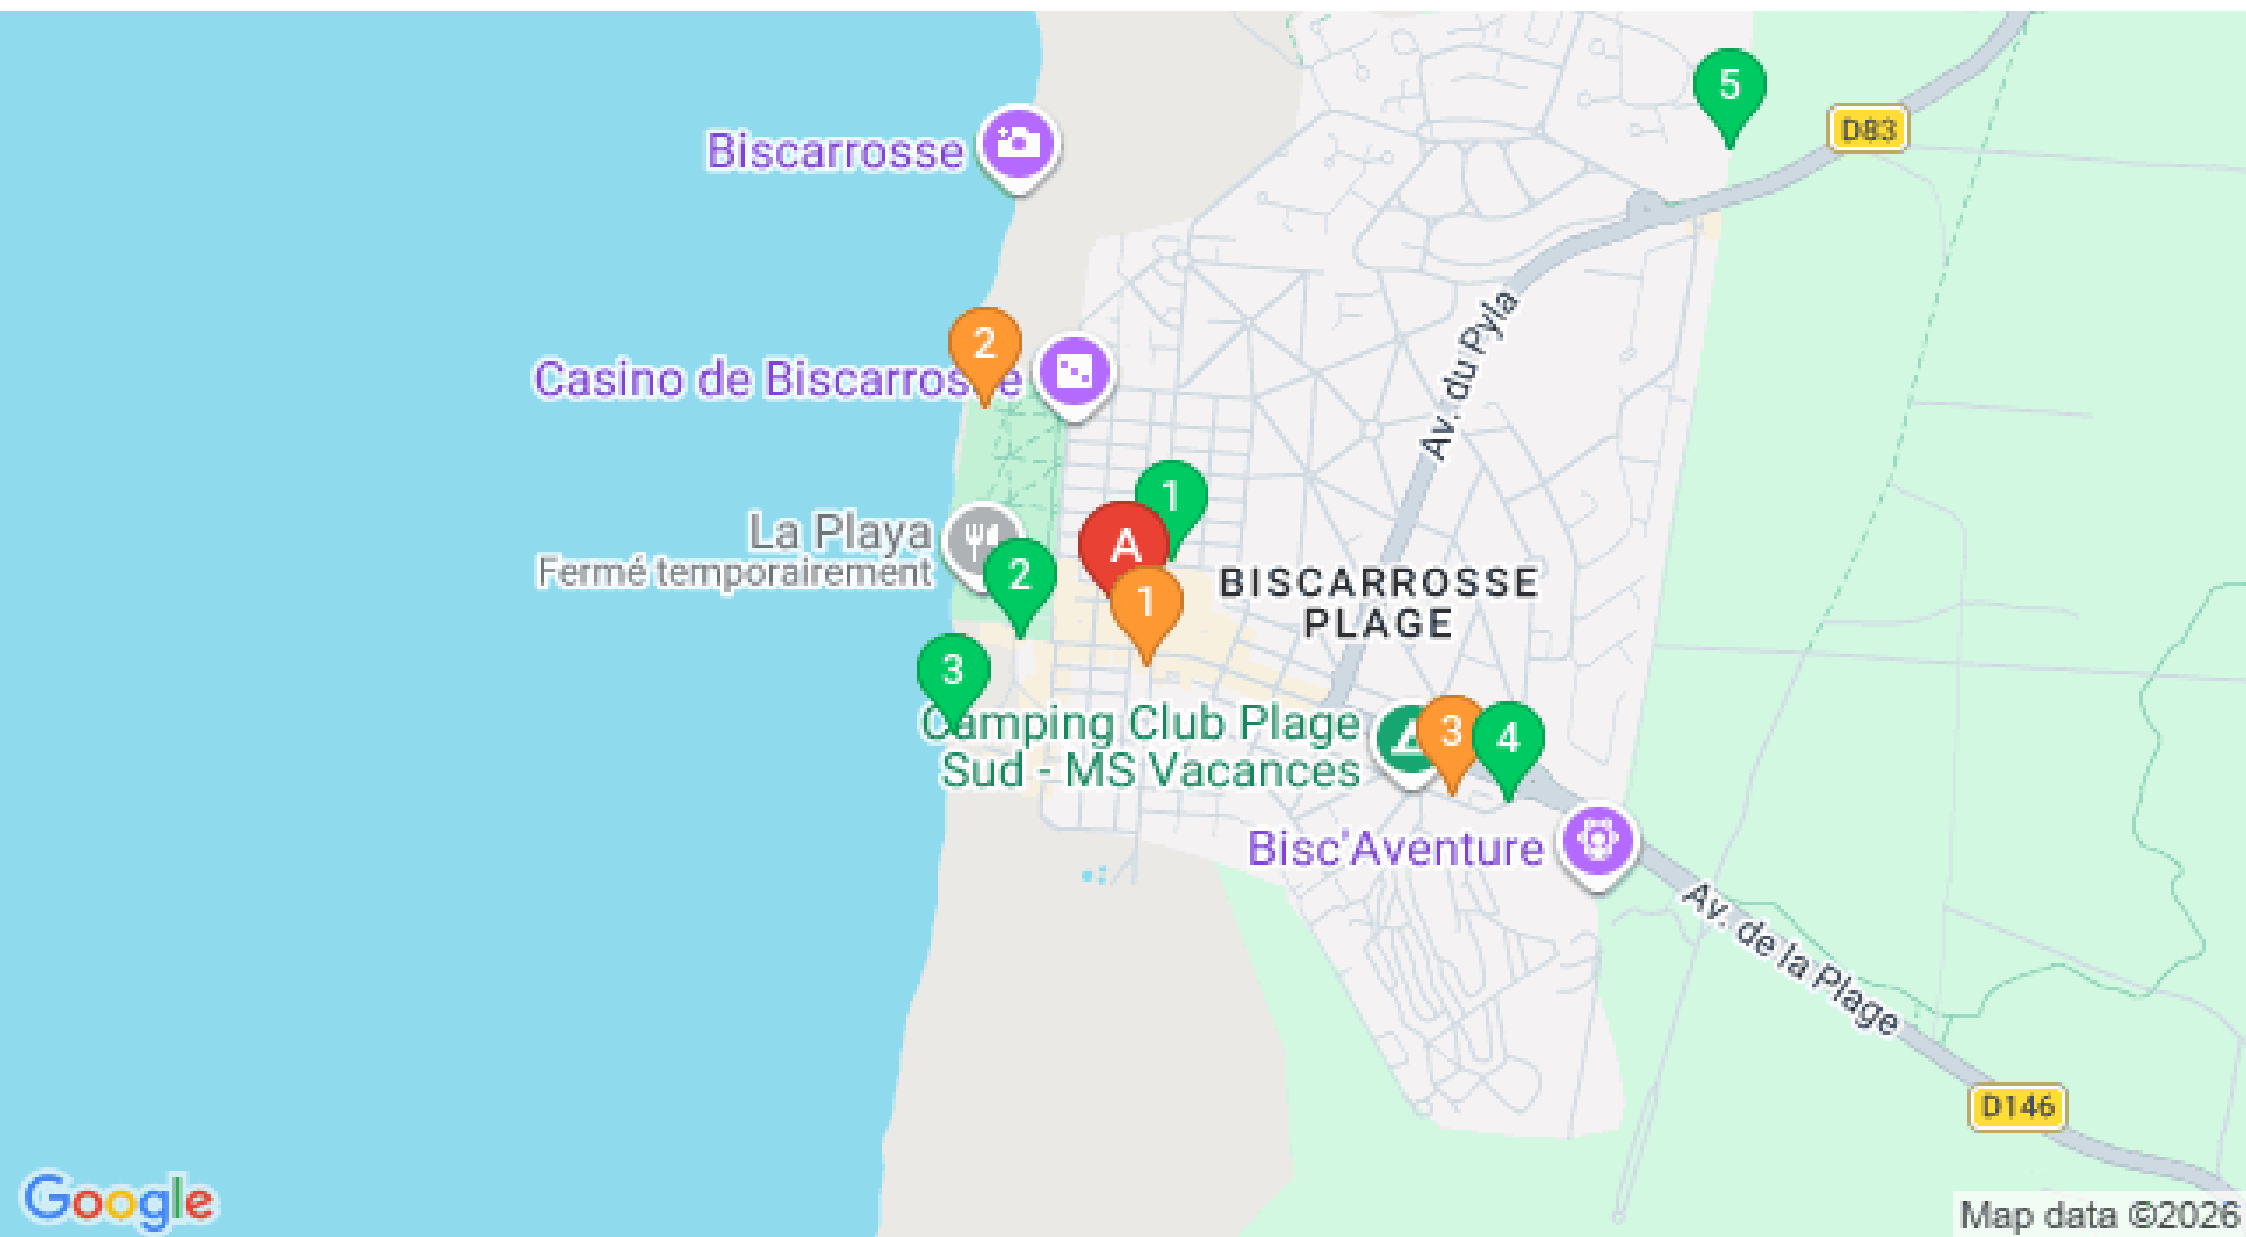 5
D83
Biscarrosse
2
Casino de Biscarrosse
Av. du Pyla
1
La Playa
Fermé temporairement
A
2
1
BISCARROSSE
PLAGE
3
Camping Club Plage
Sud - MS Vacances
3
4
Bisc'Aventure
Av. de la Plage
D146
Google
Map data ©2026